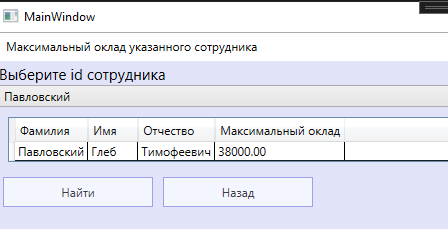 MainWindow
Максимальный оклад указанного сотрудника
Выберите id сотрудника
Павловский
Фамилия Имя Отчество Максимальный оклад
Павловский Глеб Тимофеевич 38000.00
Найти Назад